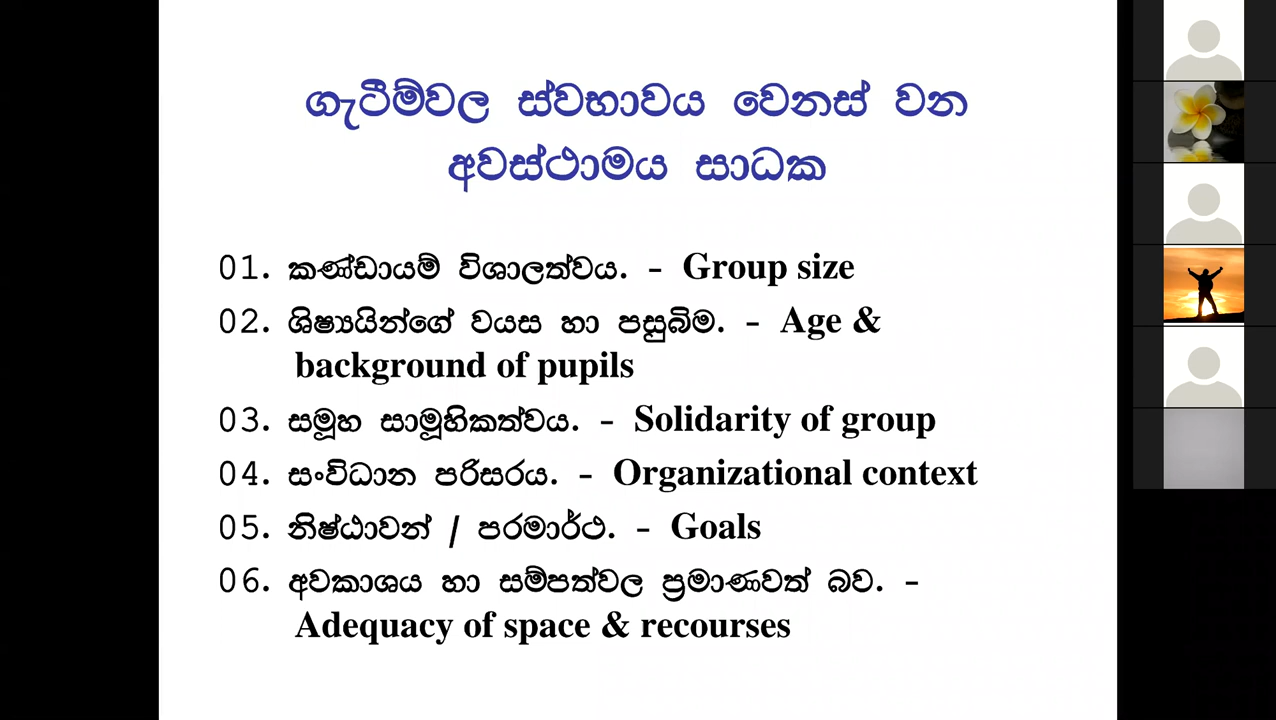 ගැටීම්වල ස්වභාවය වෙනස් වන
අවස්ථාමය සාධක
01. කණ්ඩායම් විශාලත්වය. - Group size
02. ශිෂ්‍යයින්ගේ වයස හා පසුබිම. - Age &
background of pupils
03. සමූහ සාමූහිකත්වය. - Solidarity of group
04. සංවිධාන පරිසරය. - Organizational context
05. නිෂ්ඨාවන් / පරමාර්ථ. - Goals
06. අවකාශය හා සම්පත්වල ප්‍රමාණවත් බව. -
Adequacy of space & recourses